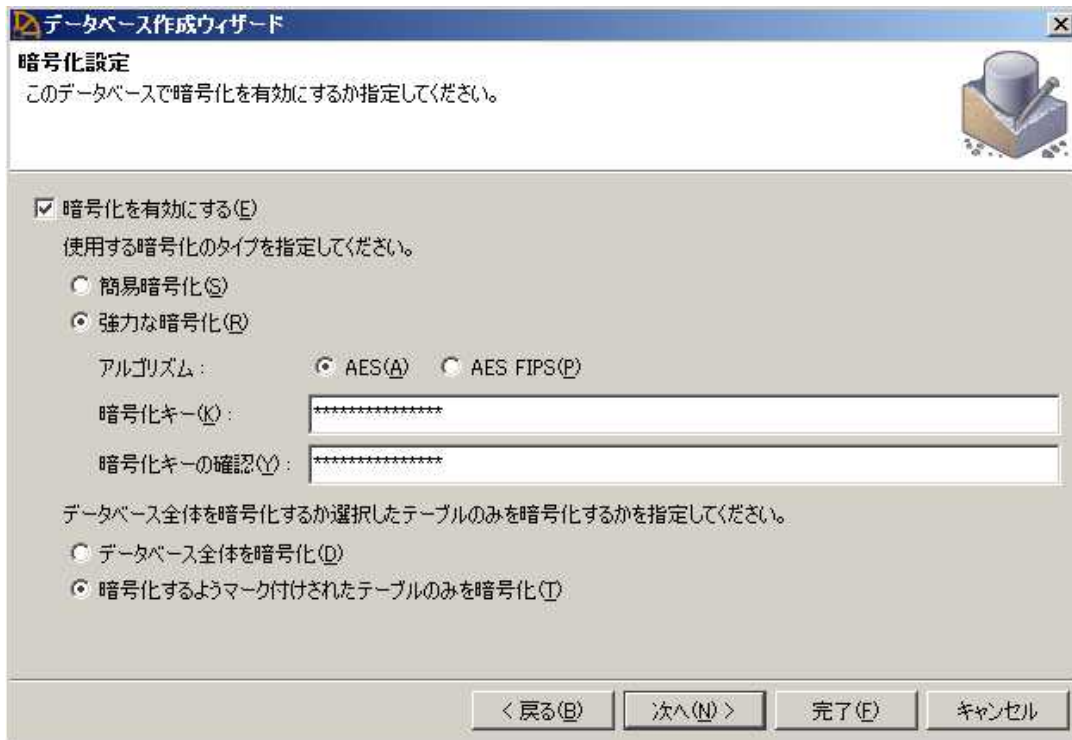 データベース作成ウィザード
暗号化設定
このデータベースで暗号化を有効にするか指定してください。
暗号化を有効にする(E)
使用する暗号化のタイプを指定してください。
簡易暗号化(S)
強力な暗号化(R)
アルゴリズム : AES(A) AES FIPS(P)
暗号化キー(K) : ***************
暗号化キーの確認(Y) : ***************
データベース全体を暗号化するか選択したテーブルのみを暗号化するかを指定してください。
データベース全体を暗号化(D)
暗号化するようマーク付けされたテーブルのみを暗号化(T)
< 戻る(B) 次へ(N) > 完了(F) キャンセル